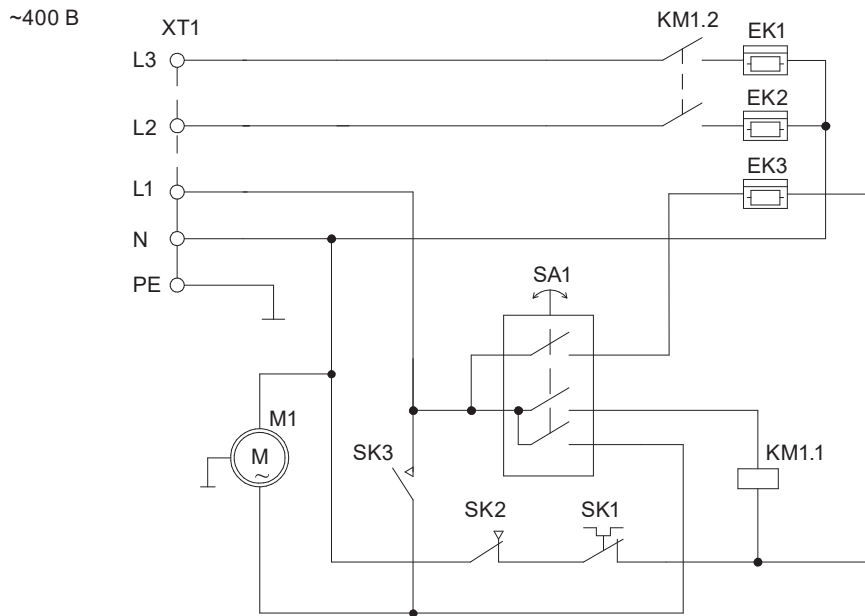 ~400 В
XT1
KM1.2
EK1
L3
EK2
L2
EK3
L1
N
SA1
PE
M1
M
~
SK3
KM1.1
SK2
SK1